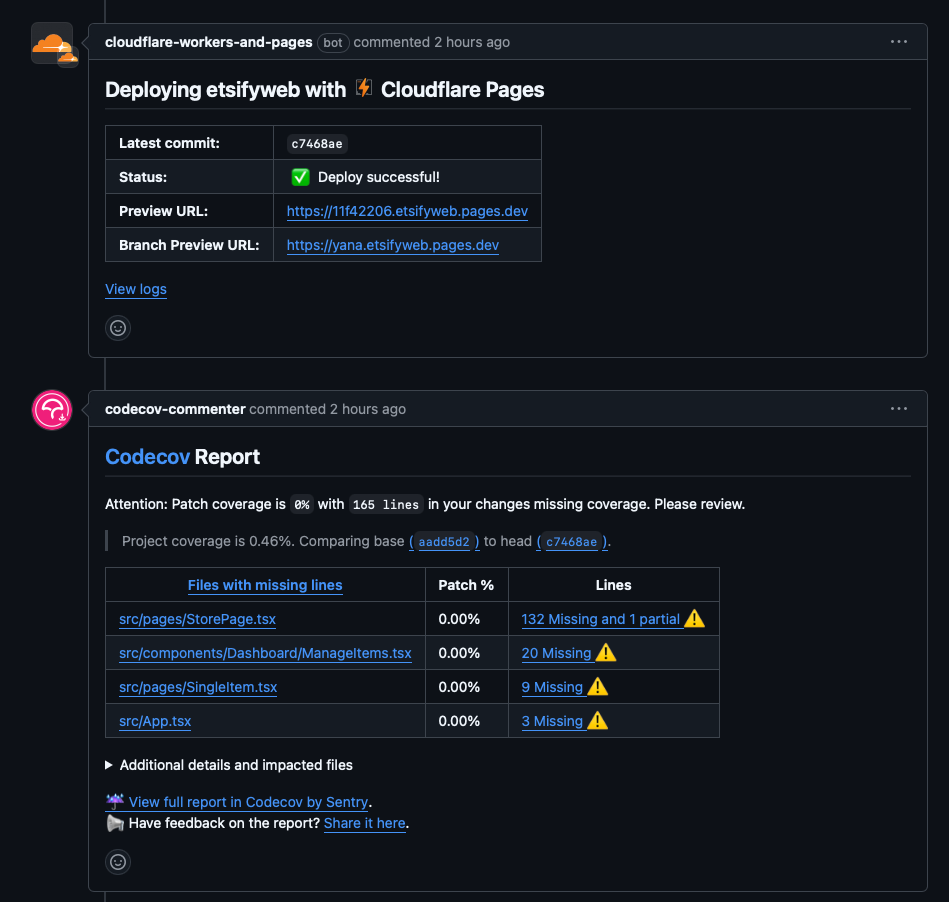 cloudflare-workers-and-pages bot commented 2 hours ago
Deploying etsifyweb with ⚡ Cloudflare Pages
Latest commit: c7468ae
Status: ✅ Deploy successful!
Preview URL: https://11f42206.etsifyweb.pages.dev
Branch Preview URL: https://yana.etsifyweb.pages.dev
View logs
codecov-commenter commented 2 hours ago
Codecov Report
Attention: Patch coverage is 0% with 165 lines in your changes missing coverage. Please review.
Project coverage is 0.46%. Comparing base (aadd5d2) to head (c7468ae).
Files with missing lines Patch % Lines
src/pages/StorePage.tsx 0.00% 132 Missing and 1 partial ⚠️
src/components/Dashboard/ManageItems.tsx 0.00% 20 Missing ⚠️
src/pages/SingleItem.tsx 0.00% 9 Missing ⚠️
src/App.tsx 0.00% 3 Missing ⚠️
▶ Additional details and impacted files
☔ View full report in Codecov by Sentry.
📢 Have feedback on the report? Share it here.